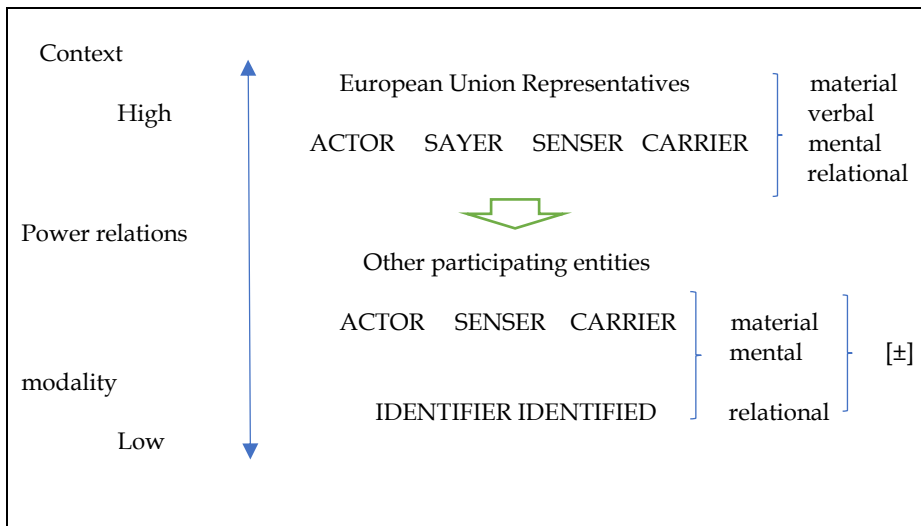 Context
European Union Representatives material
High verbal
ACTOR SAYER SENSER CARRIER mental
relational
Power relations
Other participating entities
ACTOR SENSER CARRIER material
mental [±]
modality
IDENTIFIER IDENTIFIED relational
Low